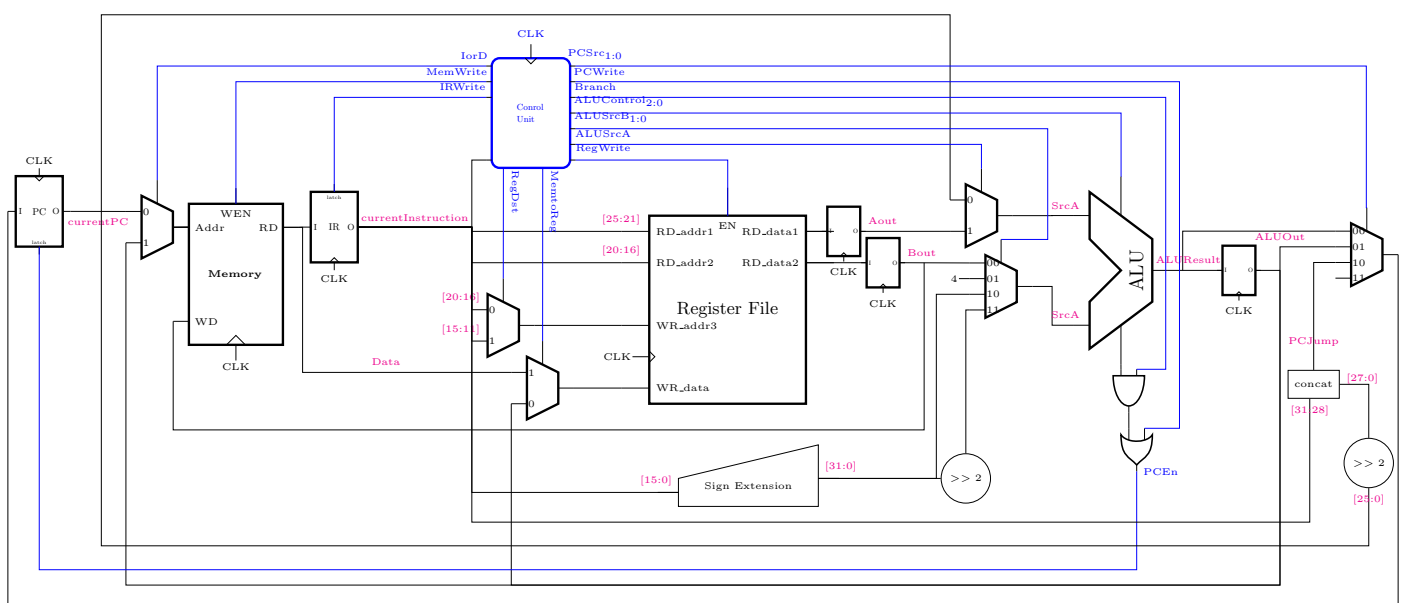 CLK
IorD
PCSrc1:0
MemWrite
PCWrite
IRWrite
Branch
ALUControl2:0
Conrol
Unit
ALUSrcB1:0
ALUSrcA
RegWrite
RegDst
MemtoReg
CLK
I PC O
latch
currentPC
0
1
WEN
Addr RD
Memory
WD
CLK
latch
I IR O
CLK
currentInstruction
[25:21]
[20:16]
[20:16]
[15:11]
0
1
Data
1
0
EN
RD_addr1 RD_data1
RD_addr2 RD_data2
Register File
WR_addr3
CLK
WR_data
I O
CLK
Aout
I O
CLK
Bout
0
1
SrcA
00
4 01
10
11
SrcA
ALU
ALUResult
I O
CLK
ALUOut
00
01
10
11
PCJump
concat
[27:0]
[31:28]
>> 2
[25:0]
[15:0]
Sign Extension
[31:0]
>> 2
PCEn